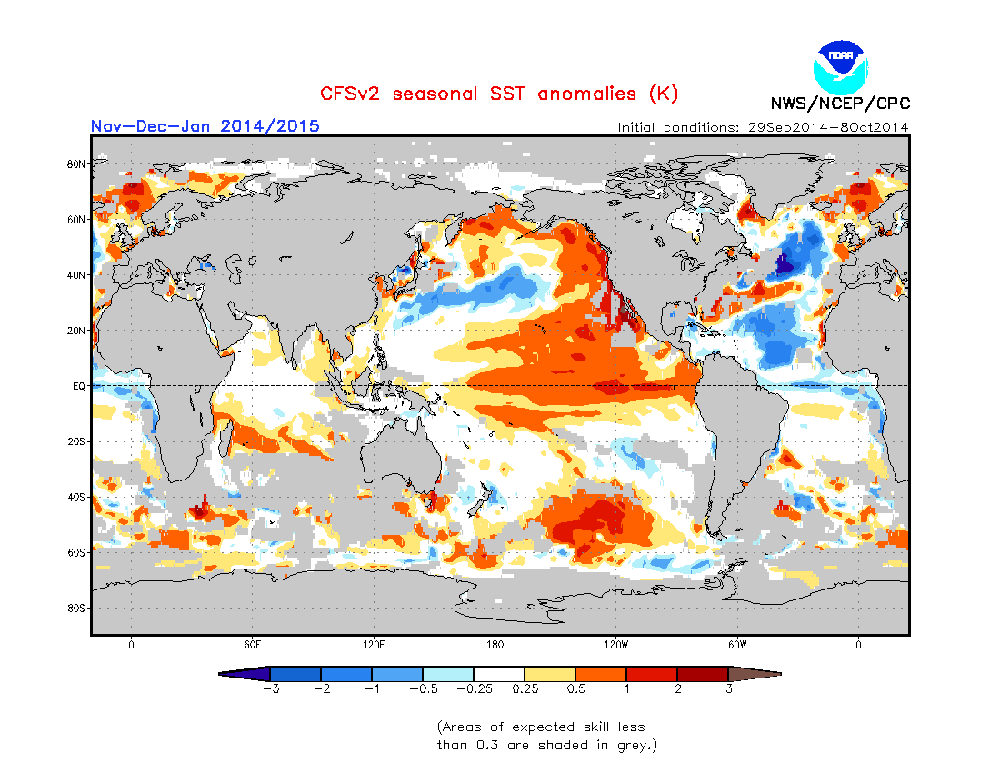 NOAA
CFSv2 seasonal SST anomalies (K)
NWS/NCEP/CPC
Nov-Dec-Jan 2014/2015
Initial conditions: 29Sep2014-8Oct2014
80N
60N
40N
20N
EQ
20S
40S
60S
80S
0 60E 120E 180 120W 60W 0
-3 -2 -1 -0.5 -0.25 0.25 0.5 1 2 3
(Areas of expected skill less
than 0.3 are shaded in grey.)